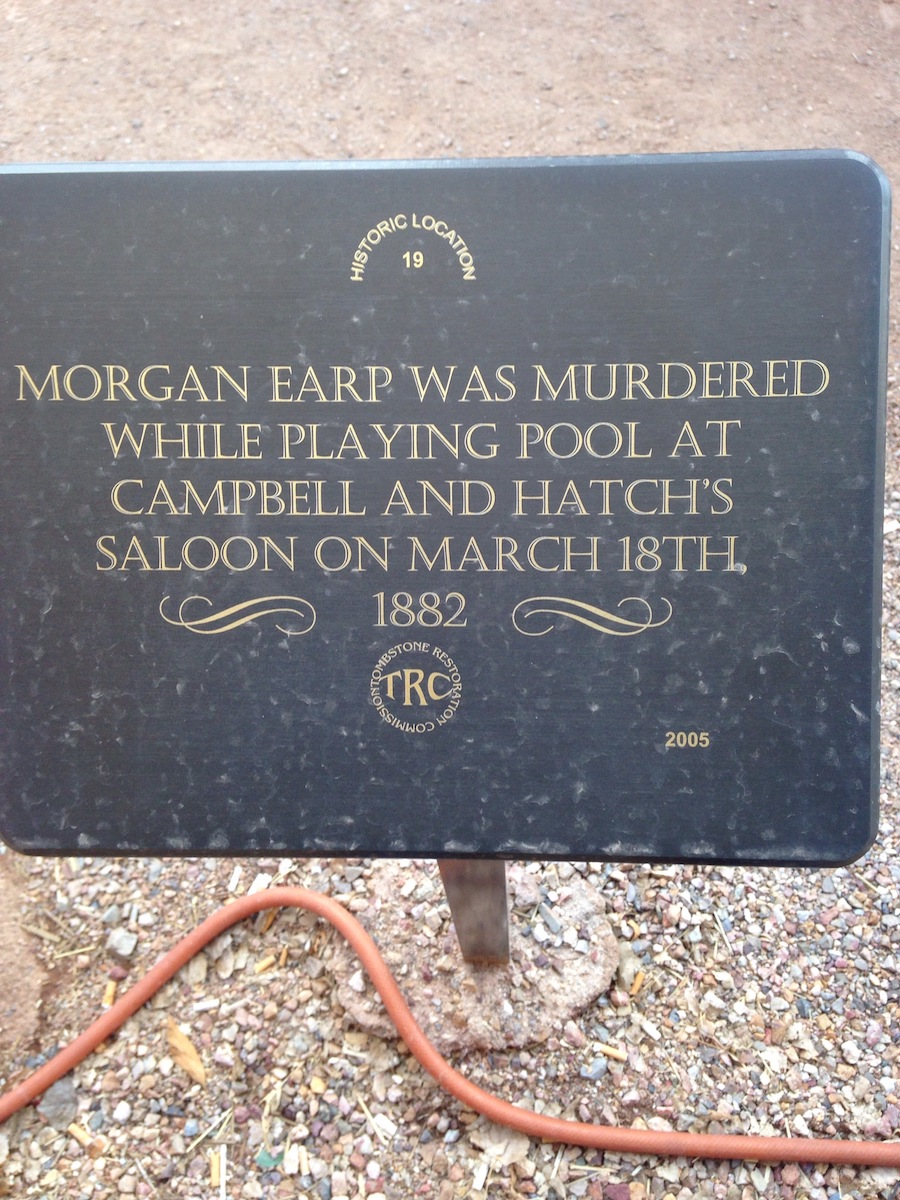 HISTORIC LOCATION
19
MORGAN EARP WAS MURDERED
WHILE PLAYING POOL AT
CAMPBELL AND HATCH'S
SALOON ON MARCH 18TH,
1882
TOMBSTONE RESTORATION COMMISSION
TRC
2005